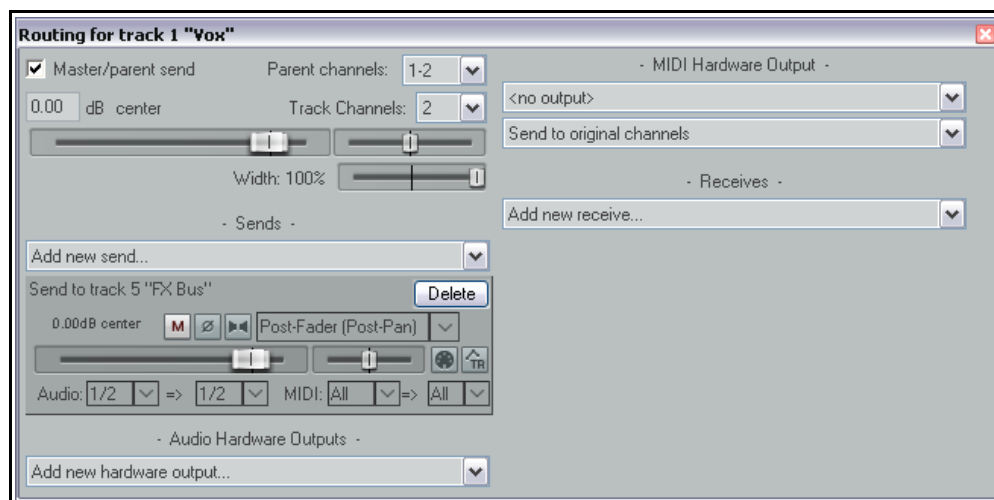 Routing for track 1 "Vox"
Master/parent send Parent channels: 1-2
0.00 dB center Track Channels: 2
Width: 100%
- Sends -
Add new send...
Send to track 5 "FX Bus" Delete
0.00dB center M Ø Post-Fader (Post-Pan)
TR
Audio: 1/2 => 1/2 MIDI: All => All
- Audio Hardware Outputs -
Add new hardware output...
- MIDI Hardware Output -
<no output>
Send to original channels
- Receives -
Add new receive...